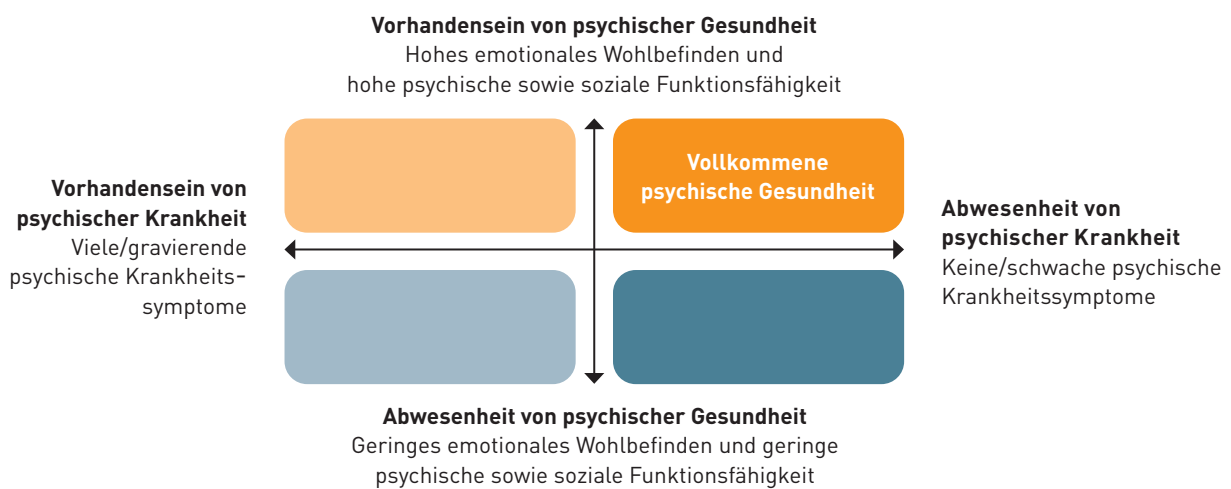 Vorhandensein von psychischer Gesundheit
Hohes emotionales Wohlbefinden und
hohe psychische sowie soziale Funktionsfähigkeit
Vollkommene
psychische Gesundheit
Vorhandensein von
psychischer Krankheit
Viele/gravierende
psychische Krankheits-
symptome
Abwesenheit von
psychischer Krankheit
Keine/schwache psychische
Krankheitssymptome
Abwesenheit von psychischer Gesundheit
Geringes emotionales Wohlbefinden und geringe
psychische sowie soziale Funktionsfähigkeit